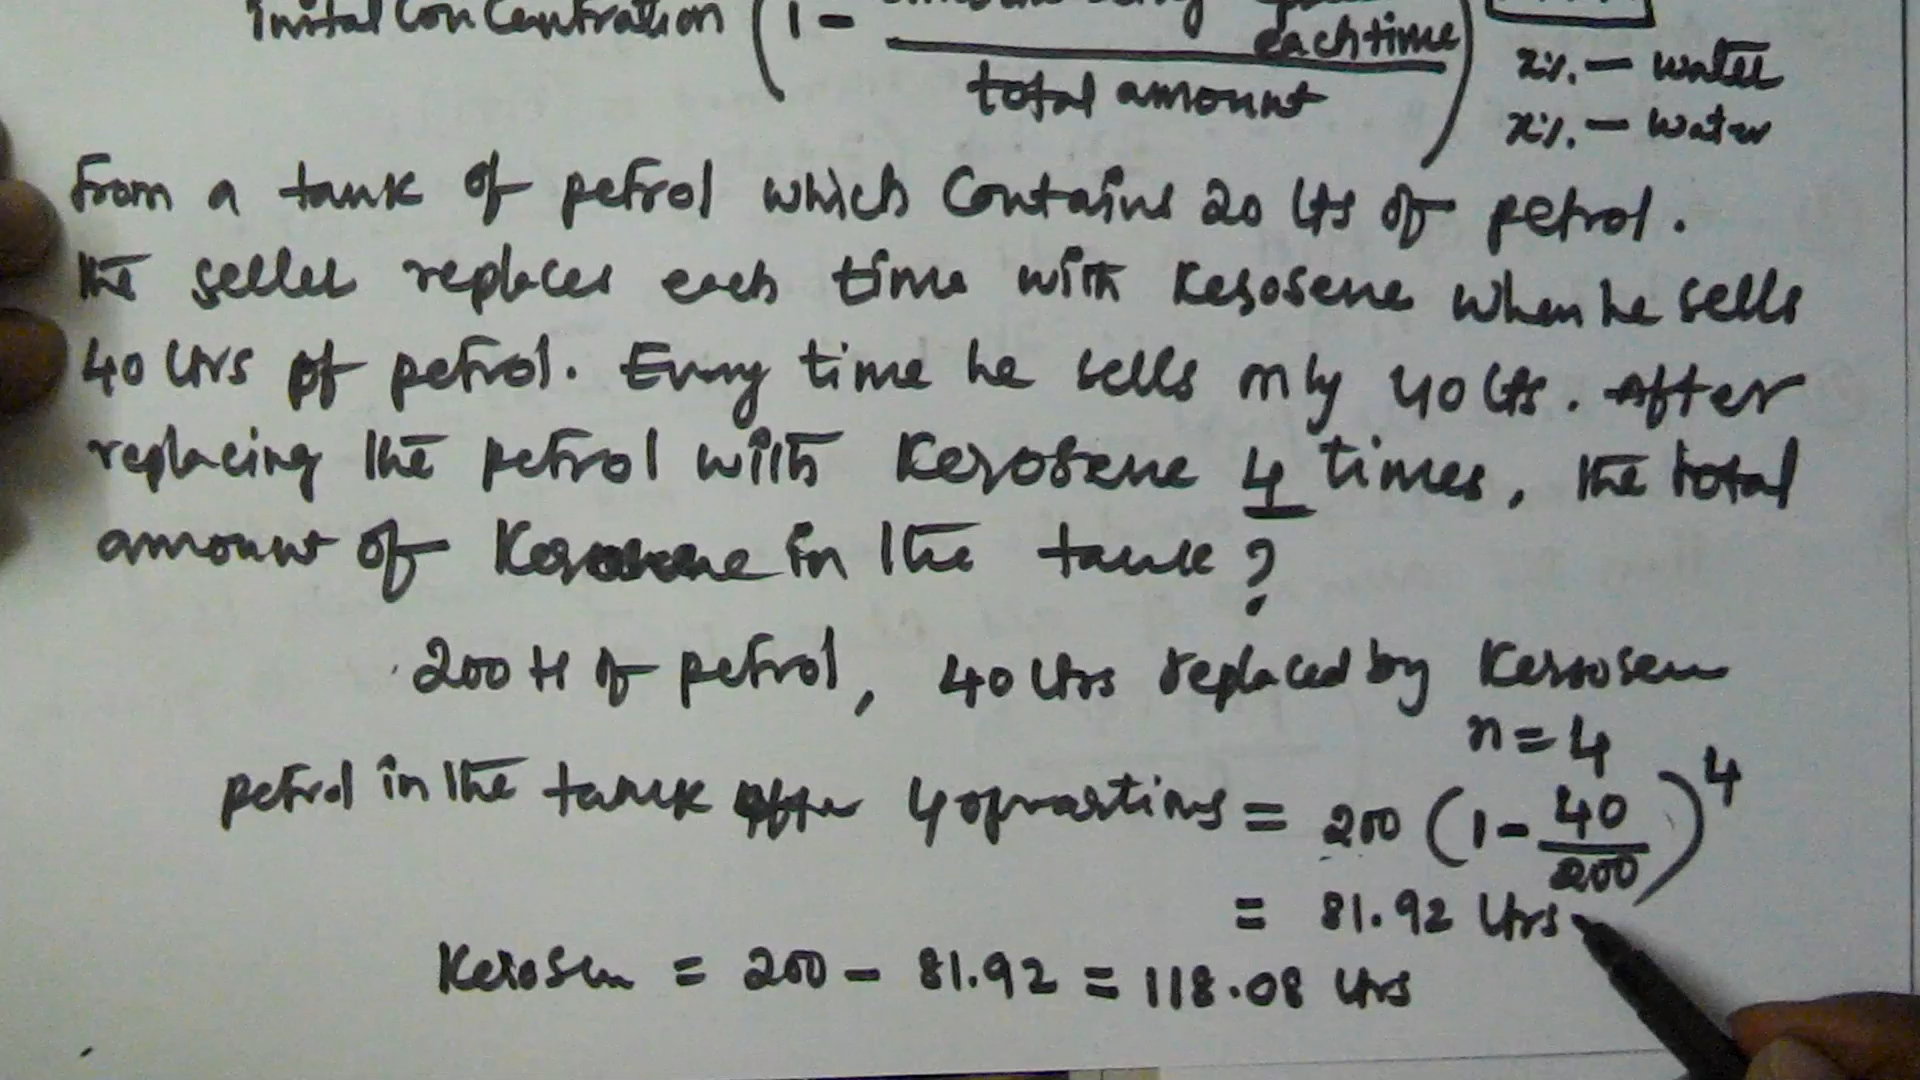 Initial Concentration ( 1 - each time )
total amount
x%. - water
x%. - water
From a tank of petrol which Contains 20 lts of petrol.
the seller replaces each time with Kerosene when he sells
40 ltrs of petrol. Every time he sells only 40 lts. After
replacing the petrol with Kerosene 4 times, the total
amount of Kerosene in the tank?
200 lt of petrol, 40 ltrs replaced by Kerosen
n = 4
petrol in the tank after 4 operations = 200 ( 1 - 40/200 )^4
= 81.92 ltrs
Kerosen = 200 - 81.92 = 118.08 ltrs